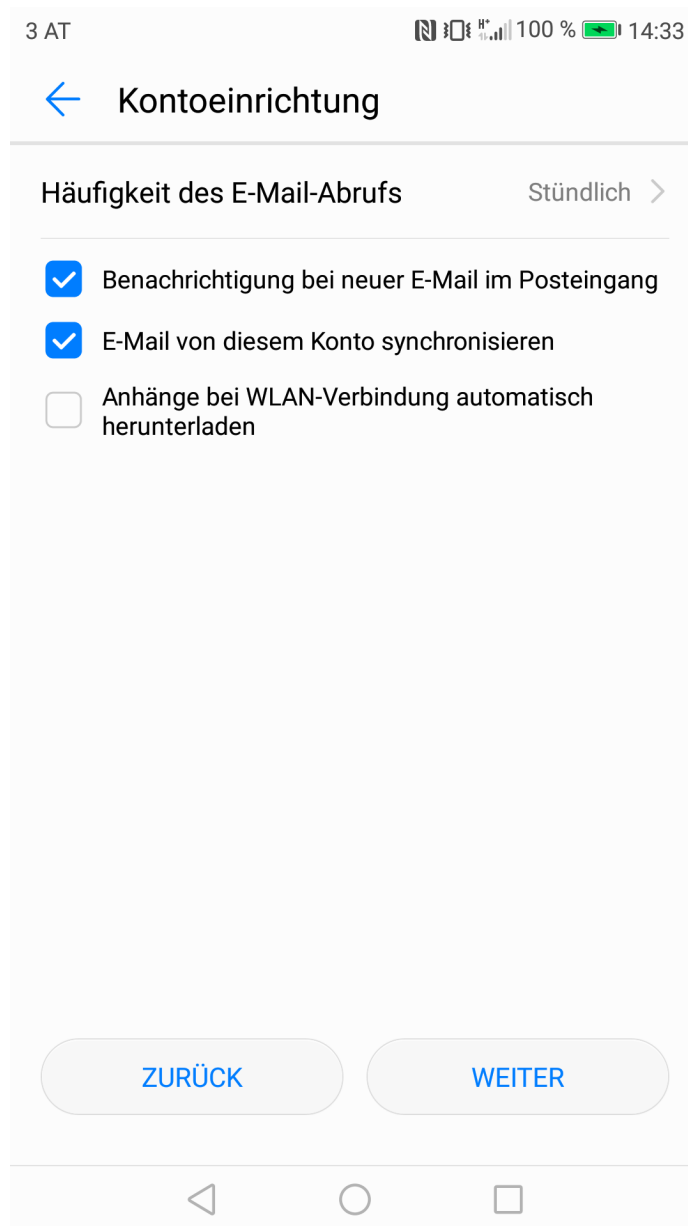 3 AT
H+ 100 % 14:33
Kontoeinrichtung
Häufigkeit des E-Mail-Abrufs Stündlich
Benachrichtigung bei neuer E-Mail im Posteingang
E-Mail von diesem Konto synchronisieren
Anhänge bei WLAN-Verbindung automatisch
herunterladen
ZURÜCK WEITER